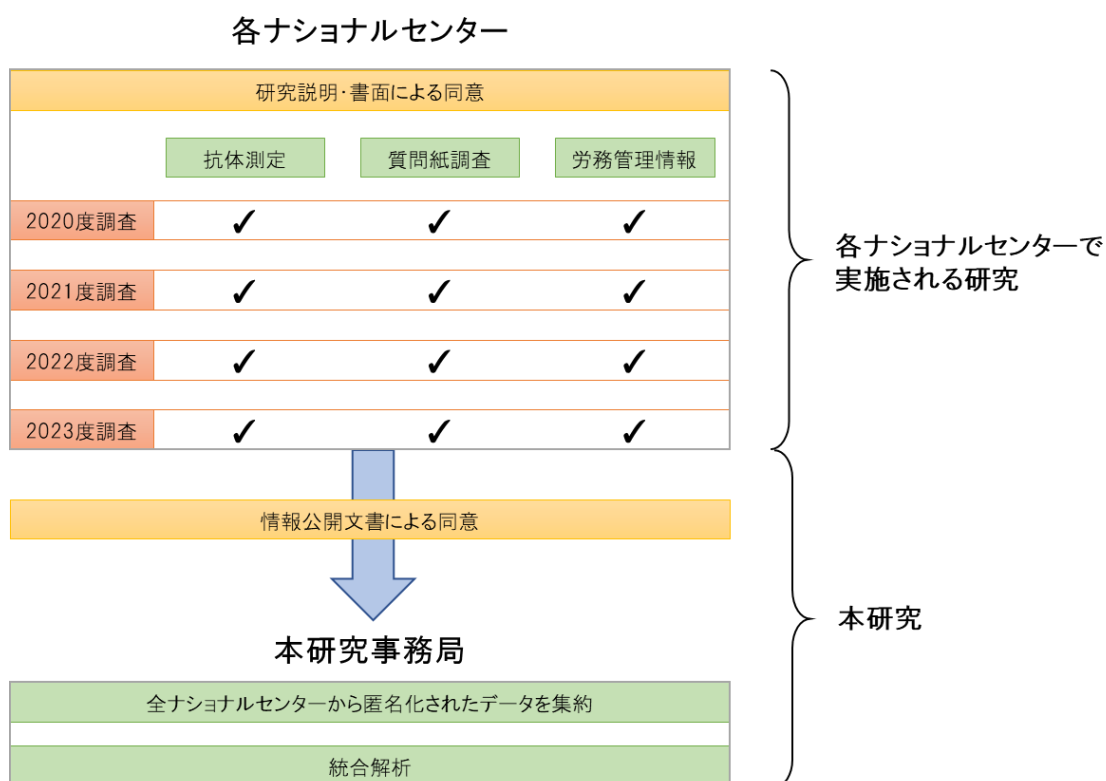 各ナショナルセンター
研究説明・書面による同意
抗体測定 質問紙調査 労務管理情報
2020度調査 ✓ ✓ ✓
2021度調査 ✓ ✓ ✓
2022度調査 ✓ ✓ ✓
2023度調査 ✓ ✓ ✓
各ナショナルセンターで
実施される研究
情報公開文書による同意
本研究
本研究事務局
全ナショナルセンターから匿名化されたデータを集約
統合解析